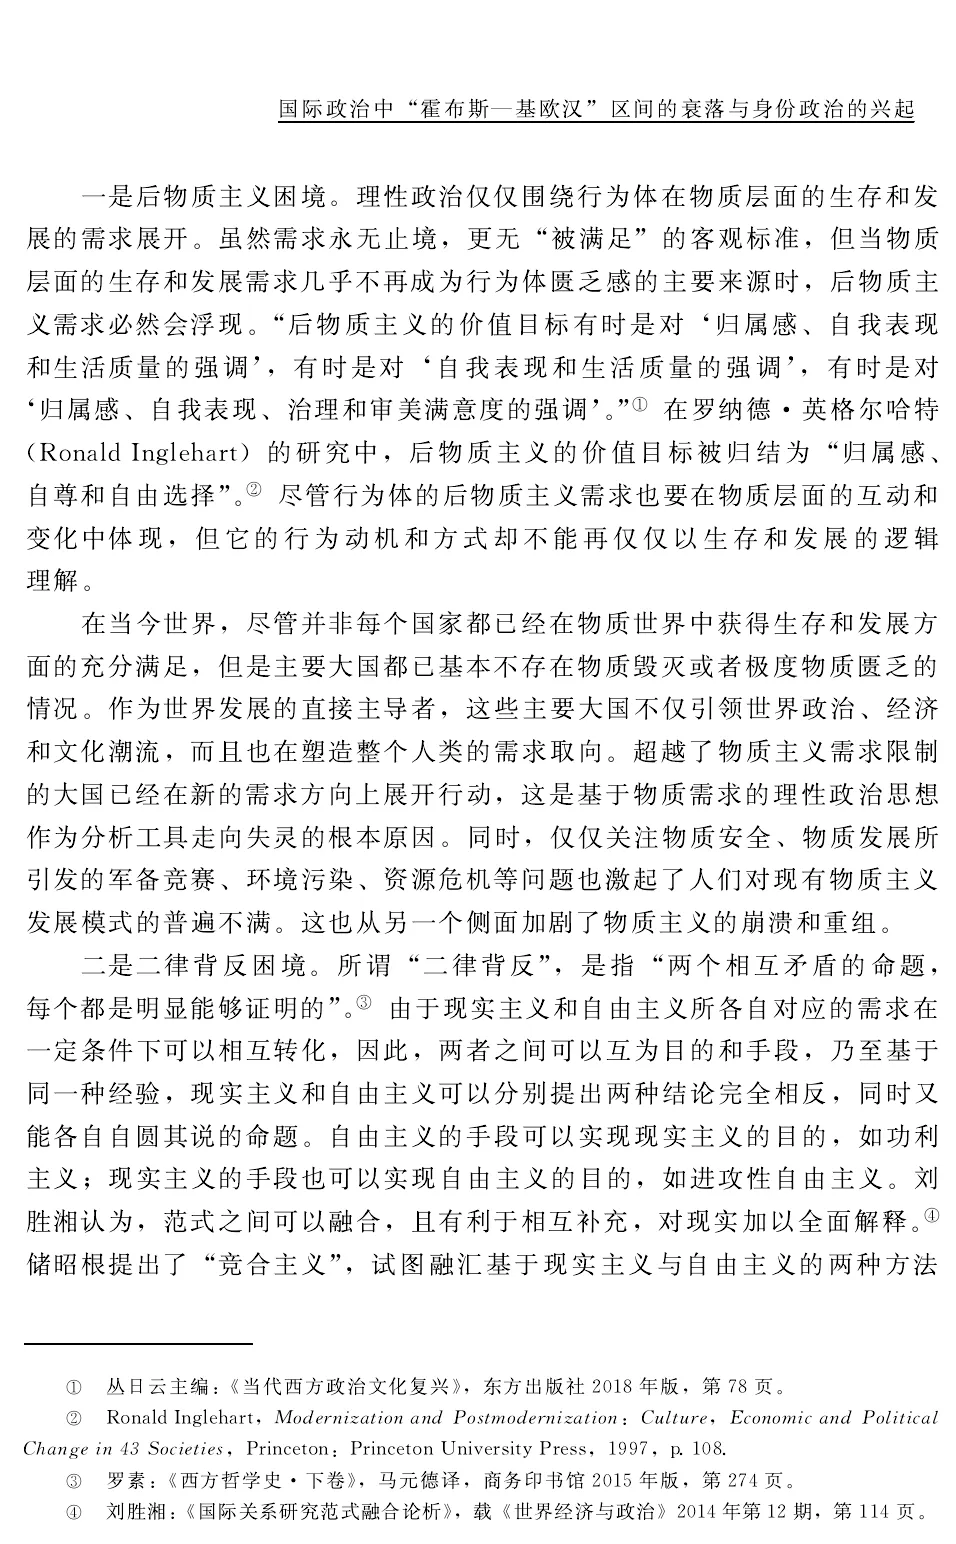 国际政治中“霍布斯—基欧汉”区间的衰落与身份政治的兴起
一是后物质主义困境。理性政治仅仅围绕行为体在物质层面的生存和发
展的需求展开。虽然需求永无止境，更无“被满足”的客观标准，但当物质
层面的生存和发展需求几乎不再成为行为体匮乏感的主要来源时，后物质主
义需求必然会浮现。“后物质主义的价值目标有时是对‘归属感、自我表现
和生活质量的强调’，有时是对‘自我表现和生活质量的强调’，有时是对
‘归属感、自我表现、治理和审美满意度的强调’。”① 在罗纳德·英格尔哈特
（Ronald Inglehart）的研究中，后物质主义的价值目标被归结为“归属感、
自尊和自由选择”。② 尽管行为体的后物质主义需求也要在物质层面的互动和
变化中体现，但它的行为动机和方式却不能再仅仅以生存和发展的逻辑
理解。
在当今世界，尽管并非每个国家都已经在物质世界中获得生存和发展方
面的充分满足，但是主要大国都已基本不存在物质毁灭或者极度物质匮乏的
情况。作为世界发展的直接主导者，这些主要大国不仅引领世界政治、经济
和文化潮流，而且也在塑造整个人类的需求取向。超越了物质主义需求限制
的大国已经在新的需求方向上展开行动，这是基于物质需求的理性政治思想
作为分析工具走向失灵的根本原因。同时，仅仅关注物质安全、物质发展所
引发的军备竞赛、环境污染、资源危机等问题也激起了人们对现有物质主义
发展模式的普遍不满。这也从另一个侧面加剧了物质主义的崩溃和重组。
二是二律背反困境。所谓“二律背反”，是指“两个相互矛盾的命题，
每个都是明显能够证明的”。③ 由于现实主义和自由主义所各自对应的需求在
一定条件下可以相互转化，因此，两者之间可以互为目的和手段，乃至基于
同一种经验，现实主义和自由主义可以分别提出两种结论完全相反，同时又
能各自自圆其说的命题。自由主义的手段可以实现现实主义的目的，如功利
主义；现实主义的手段也可以实现自由主义的目的，如进攻性自由主义。刘
胜湘认为，范式之间可以融合，且有利于相互补充，对现实加以全面解释。④
储昭根提出了“竞合主义”，试图融汇基于现实主义与自由主义的两种方法
① 丛日云主编：《当代西方政治文化复兴》，东方出版社 2018 年版，第 78 页。
② Ronald Inglehart，Modernization and Postmodernization：Culture，Economic and Political
Change in 43 Societies，Princeton：Princeton University Press，1997，p. 108.
③ 罗素：《西方哲学史·下卷》，马元德译，商务印书馆 2015 年版，第 274 页。
④ 刘胜湘：《国际关系研究范式融合论析》，载《世界经济与政治》2014 年第 12 期，第 114 页。